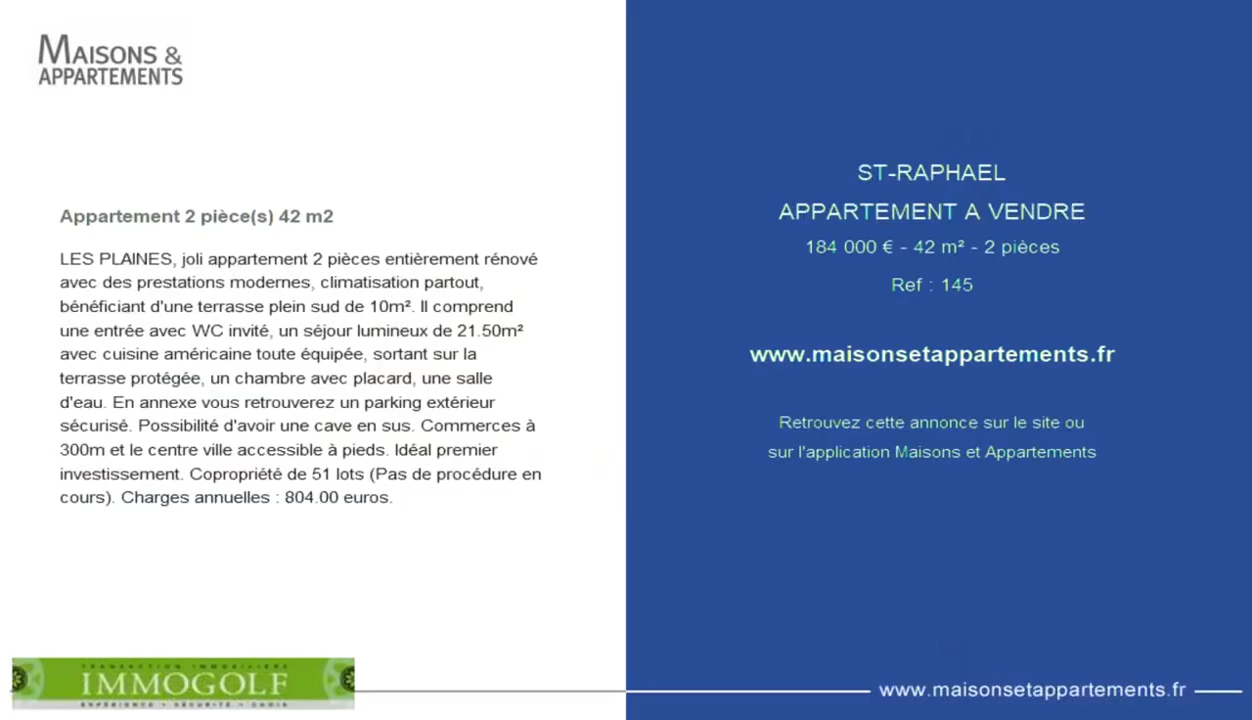 MAISONS &
APPARTEMENTS
Appartement 2 pièce(s) 42 m2
LES PLAINES, joli appartement 2 pièces entièrement rénové
avec des prestations modernes, climatisation partout,
bénéficiant d'une terrasse plein sud de 10m². Il comprend
une entrée avec WC invité, un séjour lumineux de 21.50m²
avec cuisine américaine toute équipée, sortant sur la
terrasse protégée, un chambre avec placard, une salle
d'eau. En annexe vous retrouverez un parking extérieur
sécurisé. Possibilité d'avoir une cave en sus. Commerces à
300m et le centre ville accessible à pieds. Idéal premier
investissement. Copropriété de 51 lots (Pas de procédure en
cours). Charges annuelles : 804.00 euros.
TRANSACTION IMMOBILIÈRE
IMMOGOLF
EXPÉRIENCE • SÉCURITÉ • CHOIX
ST-RAPHAEL
APPARTEMENT A VENDRE
184 000 € - 42 m² - 2 pièces
Ref : 145
www.maisonsetappartements.fr
Retrouvez cette annonce sur le site ou
sur l'application Maisons et Appartements
www.maisonsetappartements.fr